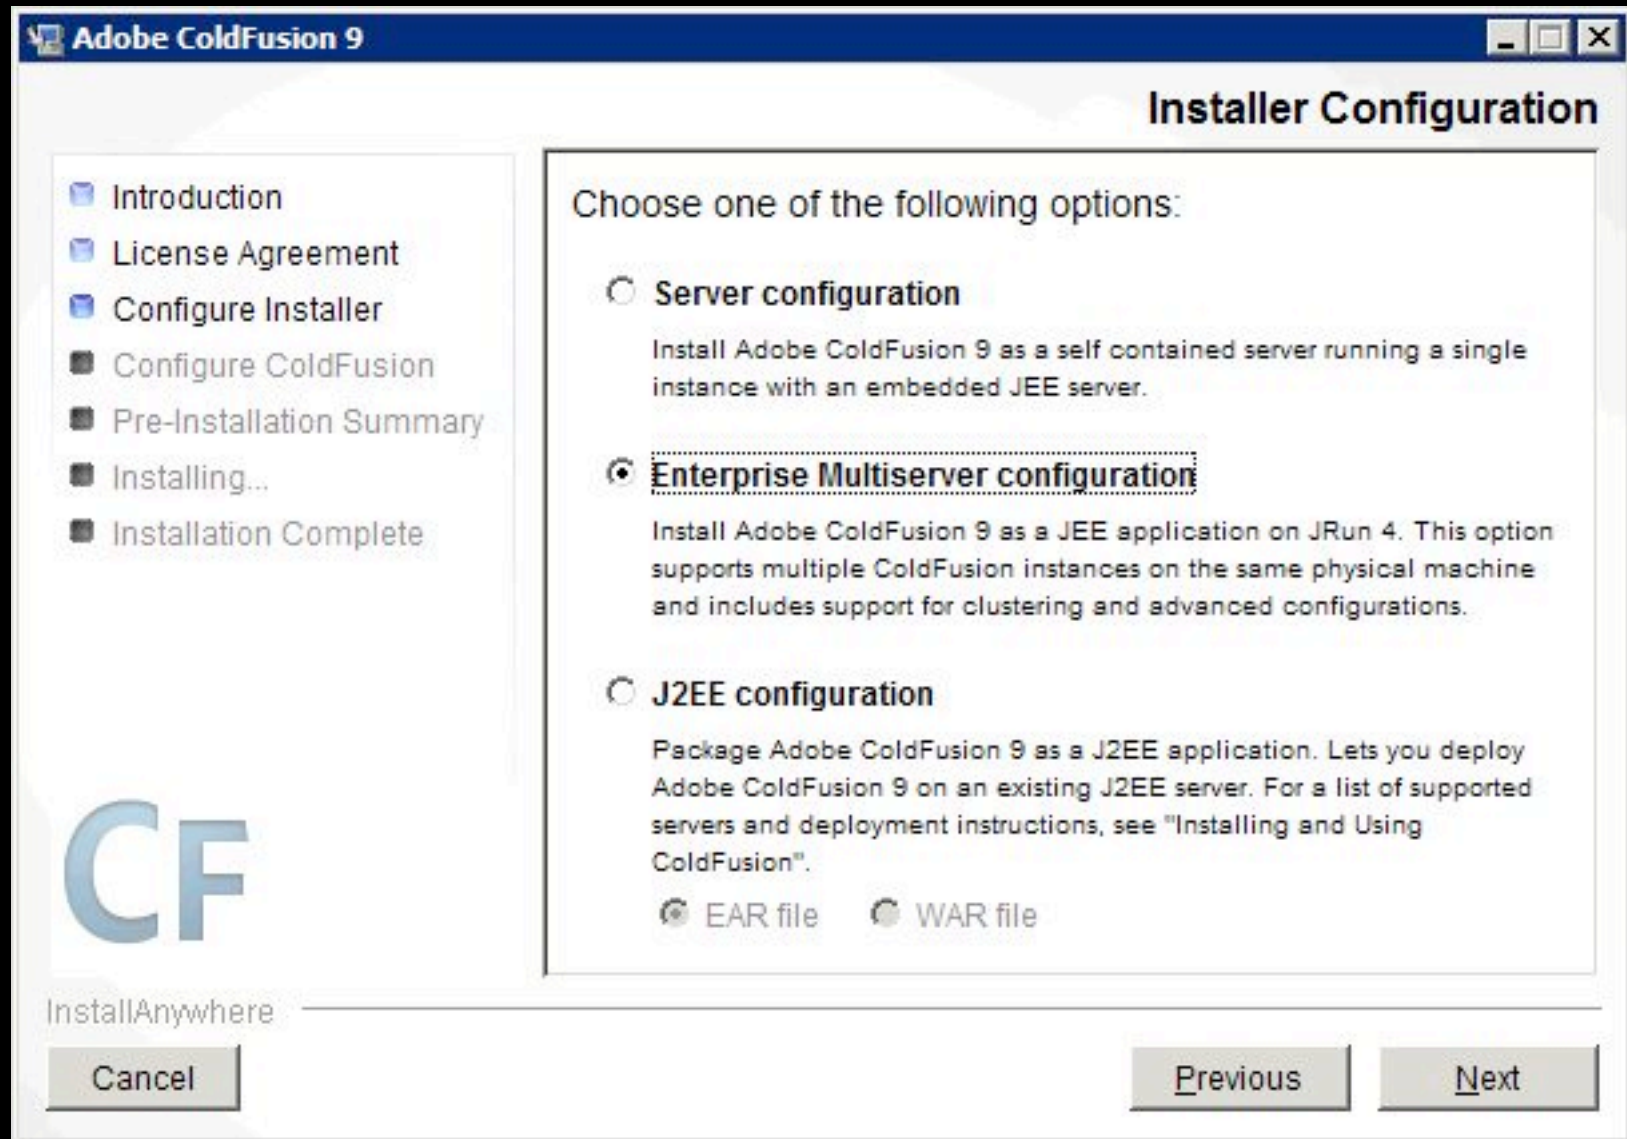 Adobe ColdFusion 9
Installer Configuration
Introduction
License Agreement
Configure Installer
Configure ColdFusion
Pre-Installation Summary
Installing...
Installation Complete
Choose one of the following options:
Server configuration
Install Adobe ColdFusion 9 as a self contained server running a single
instance with an embedded JEE server.
Enterprise Multiserver configuration
Install Adobe ColdFusion 9 as a JEE application on JRun 4. This option
supports multiple ColdFusion instances on the same physical machine
and includes support for clustering and advanced configurations.
J2EE configuration
Package Adobe ColdFusion 9 as a J2EE application. Lets you deploy
Adobe ColdFusion 9 on an existing J2EE server. For a list of supported
servers and deployment instructions, see "Installing and Using
ColdFusion".
EAR file WAR file
CF
InstallAnywhere
Cancel Previous Next